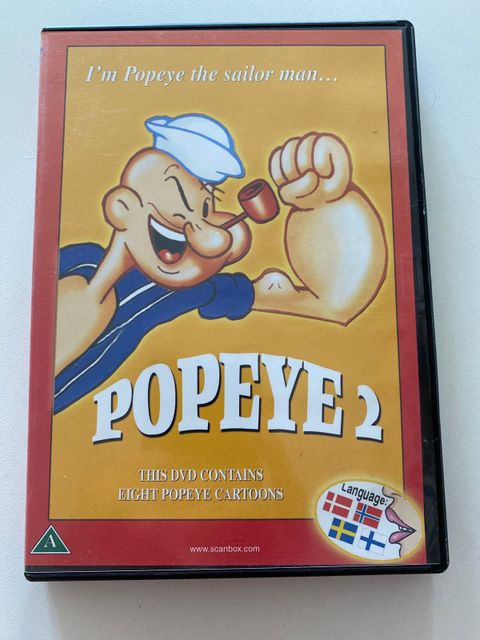 I'm Popeye the sailor man...
POPEYE 2
THIS DVD CONTAINS
EIGHT POPEYE CARTOONS
Language:
A
www.scanbox.com